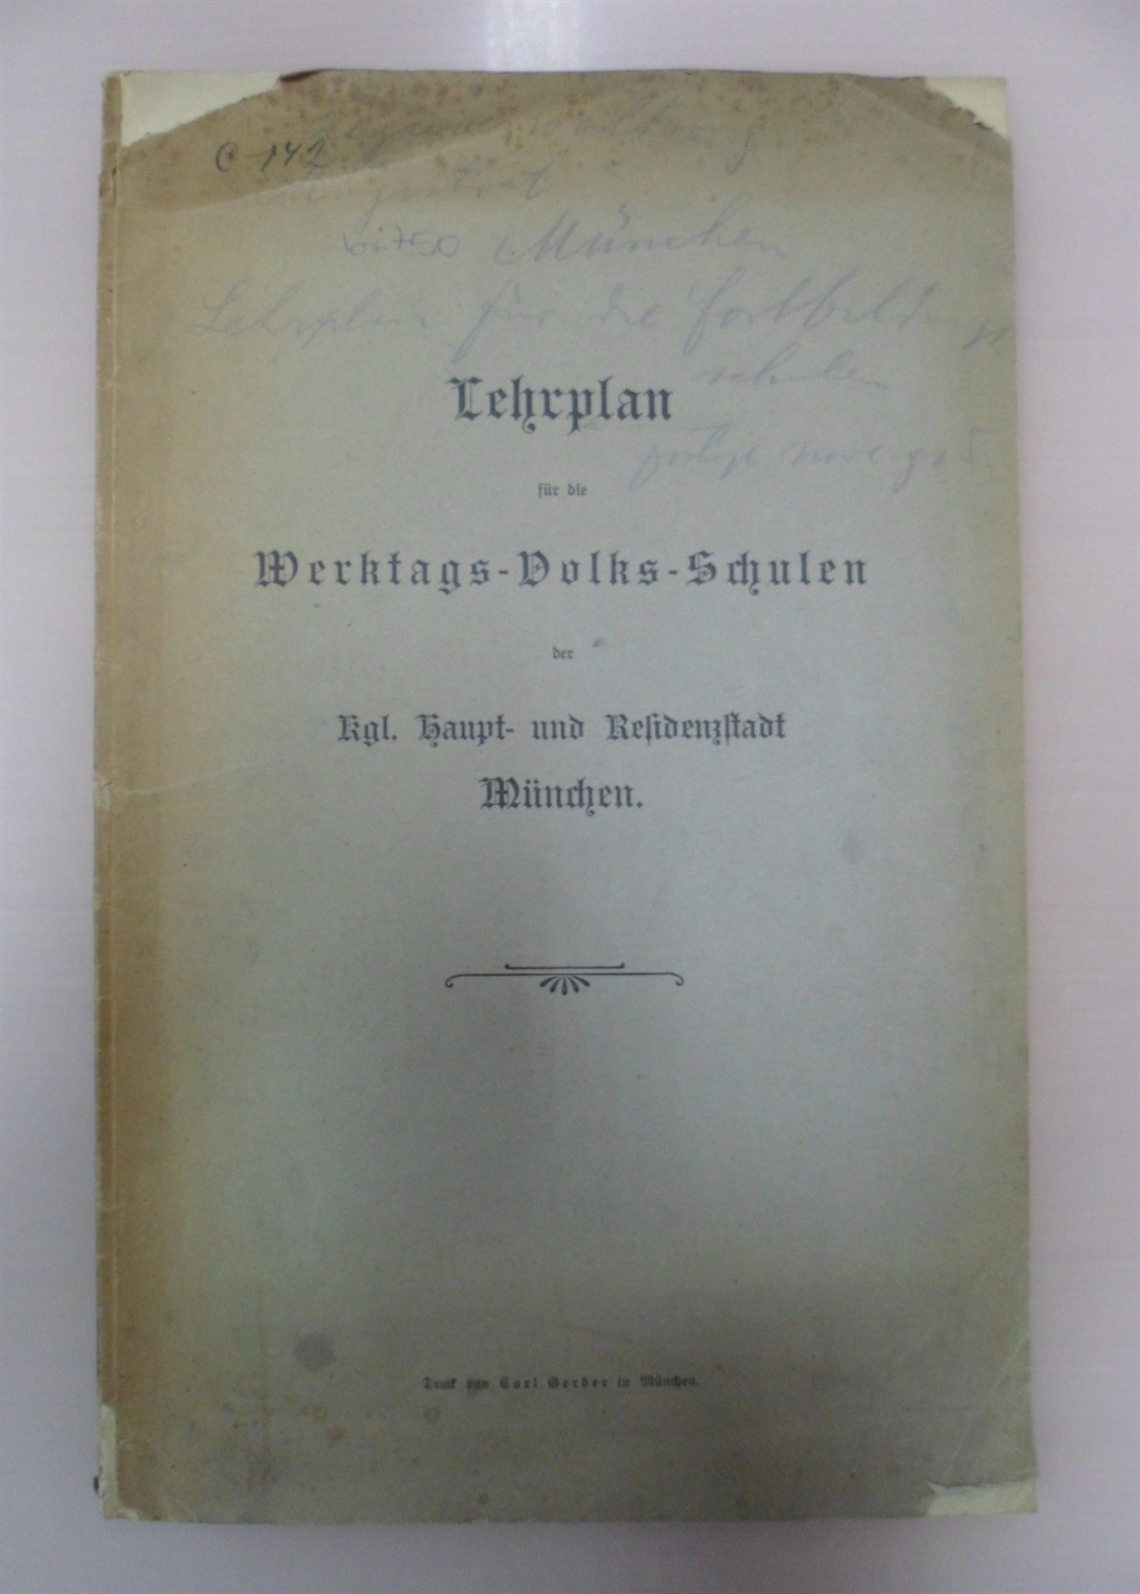 C 142
München
Lehrplan für die Fortbildungs
schulen
Lehrplan
für die
Werktags-Volks-Schulen
der
Kgl. Haupt- und Residenzstadt
München.
Druck von Carl Gerber in München.